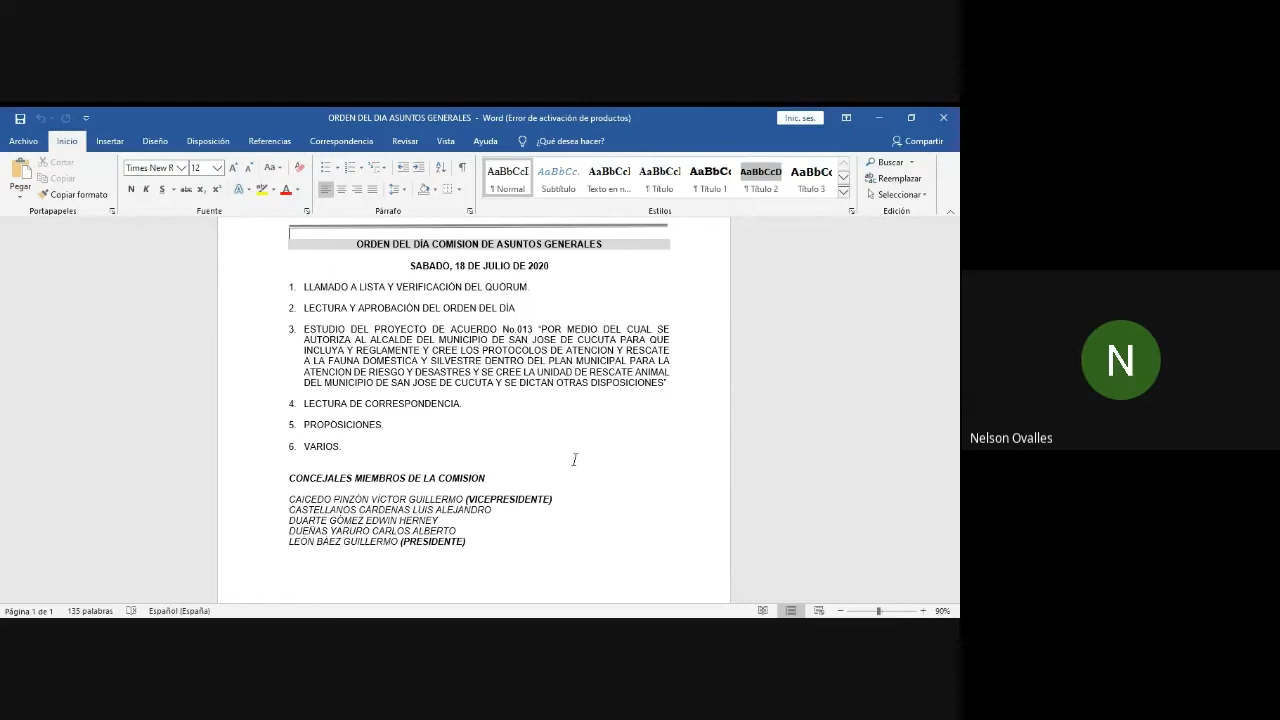 ORDEN DEL DIA ASUNTOS GENERALES - Word (Error de activación de productos)
Inic. ses.
Archivo Inicio Insertar Diseño Disposición Referencias Correspondencia Revisar Vista Ayuda ¿Qué desea hacer? Compartir
Pegar
Cortar
Copiar
Copiar formato
Portapapeles
Times New R 12
Fuente
Párrafo
AaBbCcI AaBbCc. AaBbCcl AaBbCcl AaBbCc AaBbCcD AaBbCc
¶ Normal Subtítulo Texto en n... ¶ Título ¶ Título 1 ¶ Título 2 Título 3
Estilos
Buscar
Reemplazar
Seleccionar
Edición
ORDEN DEL DÍA COMISION DE ASUNTOS GENERALES
SABADO, 18 DE JULIO DE 2020
1. LLAMADO A LISTA Y VERIFICACIÓN DEL QUÓRUM.
2. LECTURA Y APROBACIÓN DEL ORDEN DEL DÍA
3. ESTUDIO DEL PROYECTO DE ACUERDO No.013 “POR MEDIO DEL CUAL SE
AUTORIZA AL ALCALDE DEL MUNICIPIO DE SAN JOSE DE CUCUTA PARA QUE
INCLUYA Y REGLAMENTE Y CREE LOS PROTOCOLOS DE ATENCION Y RESCATE
A LA FAUNA DOMÉSTICA Y SILVESTRE DENTRO DEL PLAN MUNICIPAL PARA LA
ATENCION DE RIESGO Y DESASTRES Y SE CREE LA UNIDAD DE RESCATE ANIMAL
DEL MUNICIPIO DE SAN JOSE DE CUCUTA Y SE DICTAN OTRAS DISPOSICIONES”
4. LECTURA DE CORRESPONDENCIA.
5. PROPOSICIONES.
6. VARIOS.
CONCEJALES MIEMBROS DE LA COMISION
CAICEDO PINZÓN VÍCTOR GUILLERMO (VICEPRESIDENTE)
CASTELLANOS CÁRDENAS LUIS ALEJANDRO
DUARTE GÓMEZ EDWIN HERNEY
DUEÑAS YARURO CARLOS ALBERTO
LEÓN BÁEZ GUILLERMO (PRESIDENTE)
Página 1 de 1 135 palabras Español (España) 90%
N
Nelson Ovalles